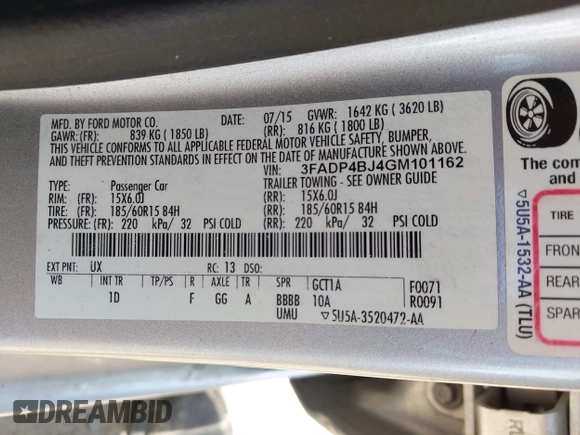 MFD. BY FORD MOTOR CO.
DATE: 07/15 GVWR: 1642 KG ( 3620 LB)
GAWR: (FR): 839 KG ( 1850 LB) (RR): 816 KG ( 1800 LB)
THIS VEHICLE CONFORMS TO ALL APPLICABLE FEDERAL MOTOR VEHICLE SAFETY, BUMPER,
AND THEFT PREVENTION STANDARDS IN EFFECT ON THE DATE OF MANUFACTURE SHOWN ABOVE.
VIN: 3FADP4BJ4GM101162
TYPE: Passenger Car TRAILER TOWING - SEE OWNER GUIDE
RIM: (FR): 15X6.0J (RR): 15X6.0J
TIRE: (FR): 185/60R15 84H (RR): 185/60R15 84H
PRESSURE: (FR): 220 kPa/ 32 PSI COLD (RR): 220 kPa/ 32 PSI COLD
EXT PNT: UX RC: 13 DSO:
WB INT TR TP/PS R AXLE TR SPR GCT1A F0071
1D F GG A BBBB 10A R0091
UMU ▽5U5A-3520472-AA
▽5U5A-1532-AA (TLU)
The com
and
TIRE
FRON
REAR
SPAR
DREAMBID